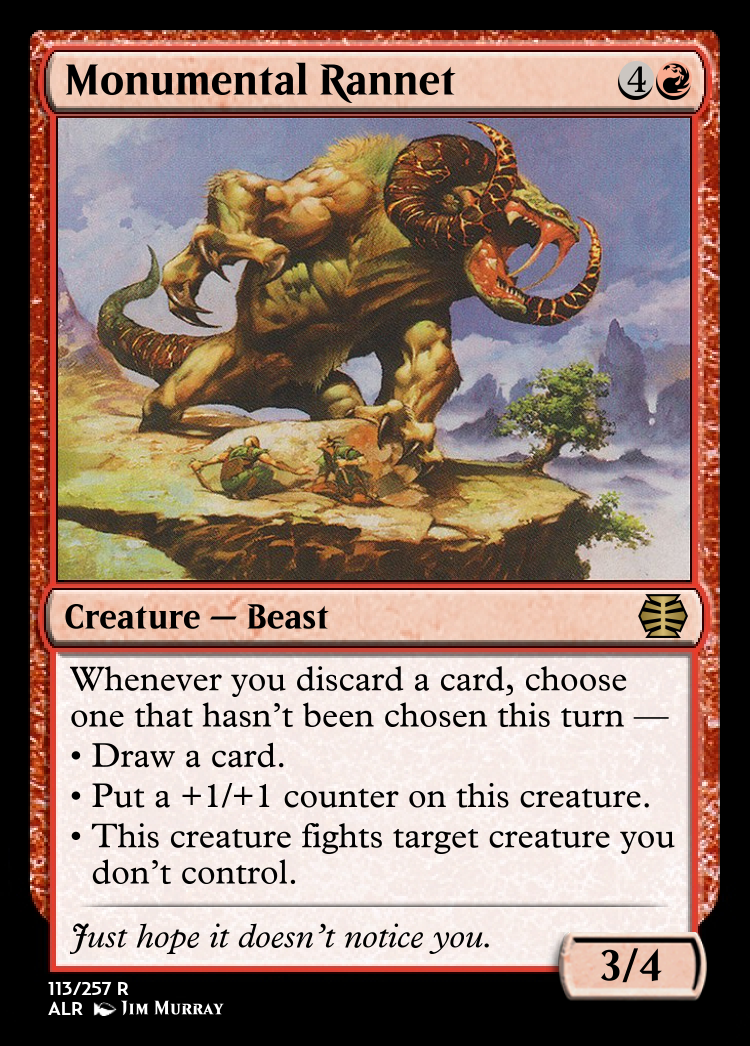 Monumental Rannet 4
Creature — Beast
Whenever you discard a card, choose
one that hasn't been chosen this turn —
• Draw a card.
• Put a +1/+1 counter on this creature.
• This creature fights target creature you
don't control.
Just hope it doesn't notice you.
3/4
113/257 R
ALR Jim Murray